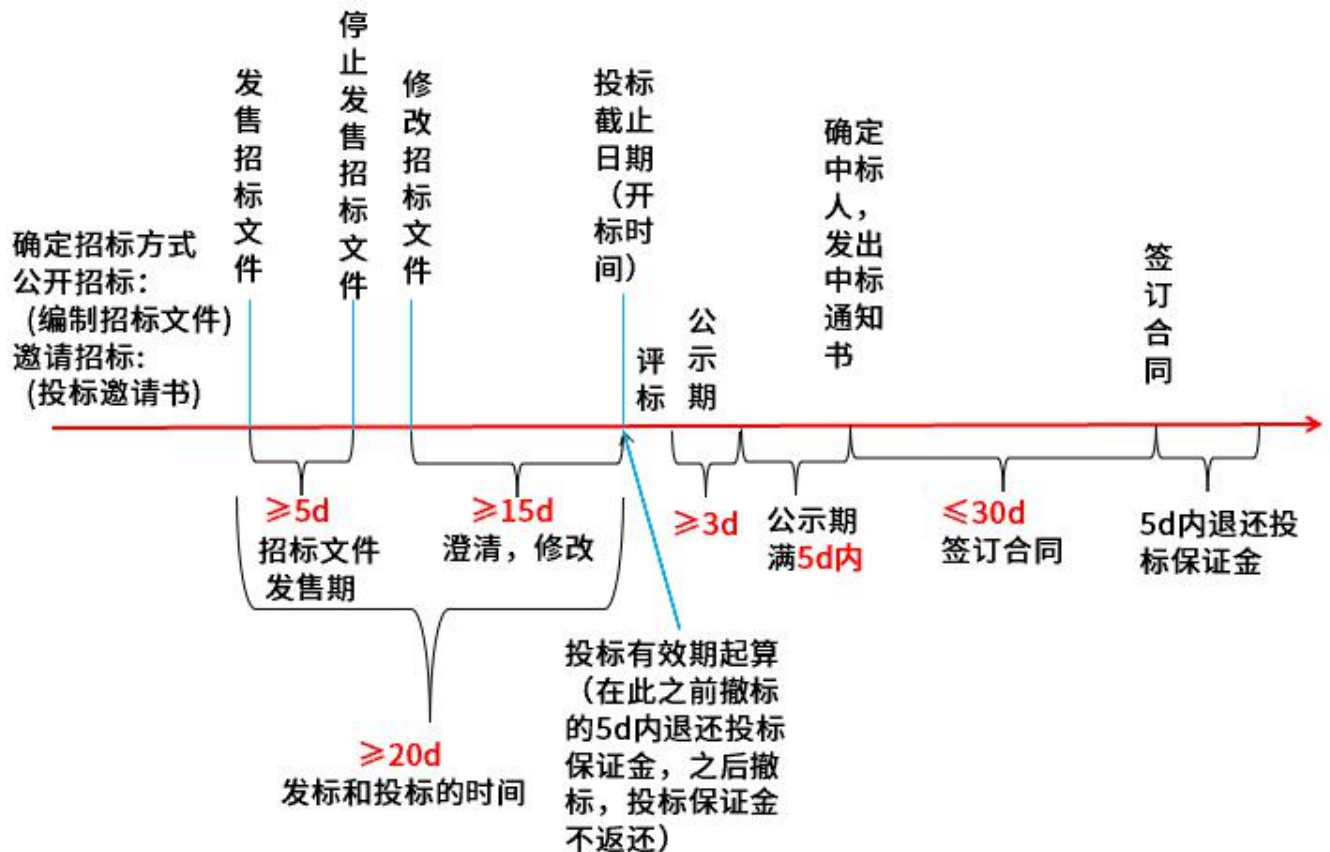 发售招标文件
停止发售招标文件
修改招标文件
投标
截止
日期
（开
标时
间）
确定
中标
人，
发出
中标
通知
书
签订合同
确定招标方式
公开招标：
(编制招标文件)
邀请招标:
(投标邀请书)
评标
公示期
≥5d
招标文件
发售期
≥15d
澄清，修改
≥3d
公示期
满5d内
≤30d
签订合同
5d内退还投
标保证金
≥20d
发标和投标的时间
投标有效期起算
（在此之前撤标
的5d内退还投标
保证金，之后撤
标，投标保证金
不返还）